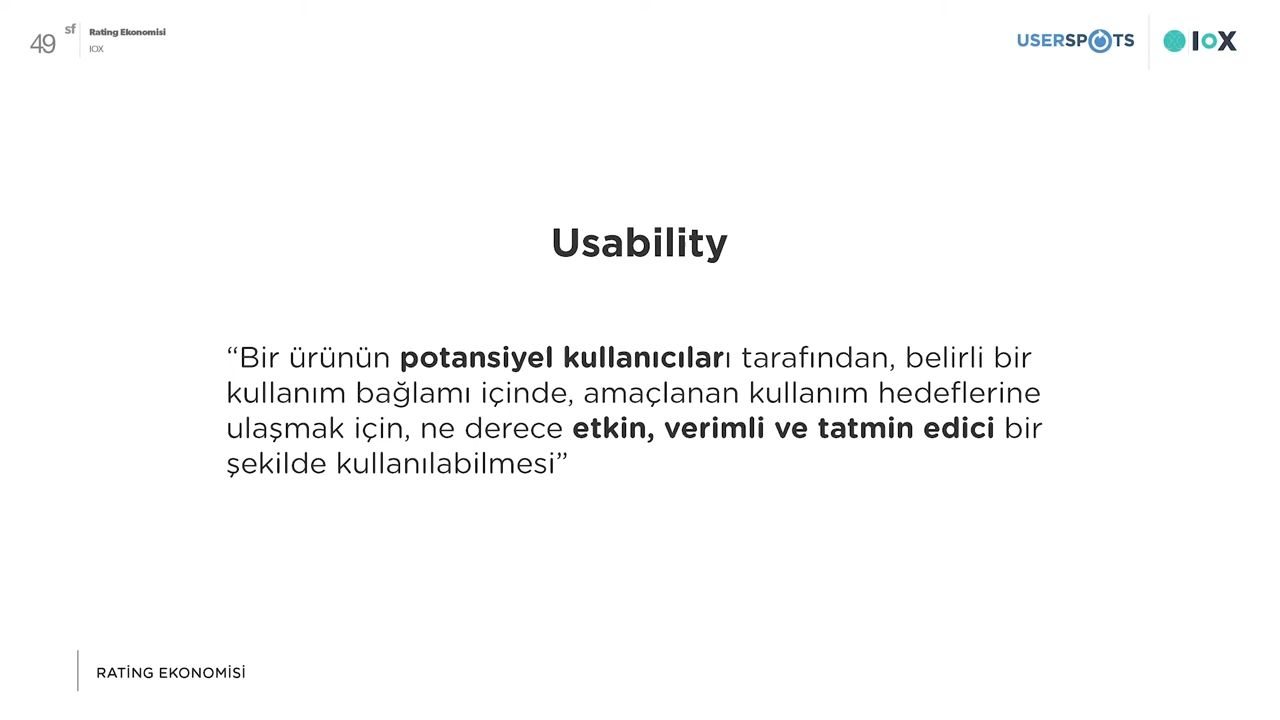 49 sf
Rating Ekonomisi
IOX
USERSPOTS
IOX
Usability
“Bir ürünün potansiyel kullanıcıları tarafından, belirli bir
kullanım bağlamı içinde, amaçlanan kullanım hedeflerine
ulaşmak için, ne derece etkin, verimli ve tatmin edici bir
şekilde kullanılabilmesi”
RATİNG EKONOMİSİ